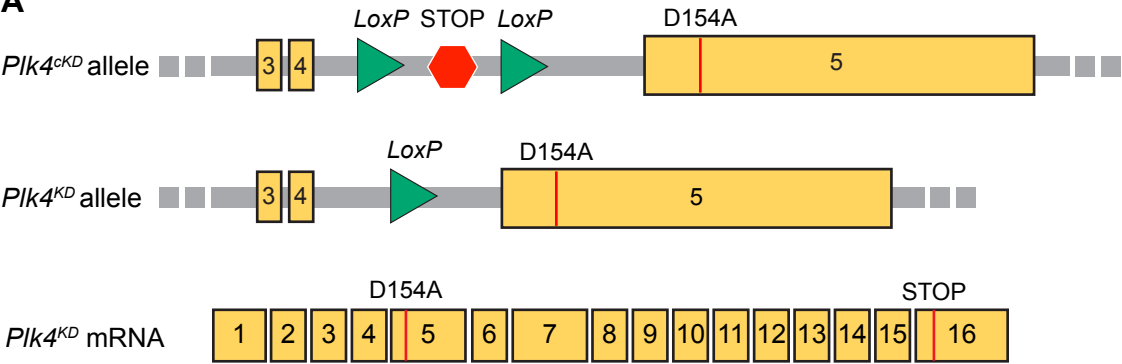 A
LoxP STOP LoxP D154A
Plk4cKD allele 3 4 5
LoxP D154A
Plk4KD allele 3 4 5
D154A STOP
Plk4KD mRNA 1 2 3 4 5 6 7 8 9 10 11 12 13 14 15 16